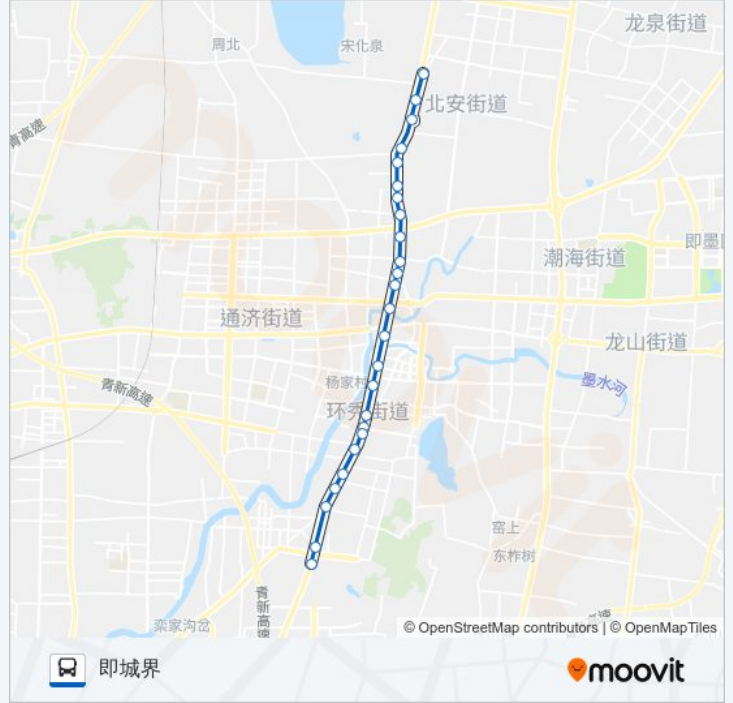 龙泉街道
周北
宋化泉
北安街道
青高速
潮海街道
即墨
通济街道
龙山街道
杨家村
墨水河
青新高速
环秀街道
窑上
东柞树
青新高速
栾家沟岔
速
© OpenStreetMap contributors | © OpenMapTiles
即城界
moovit